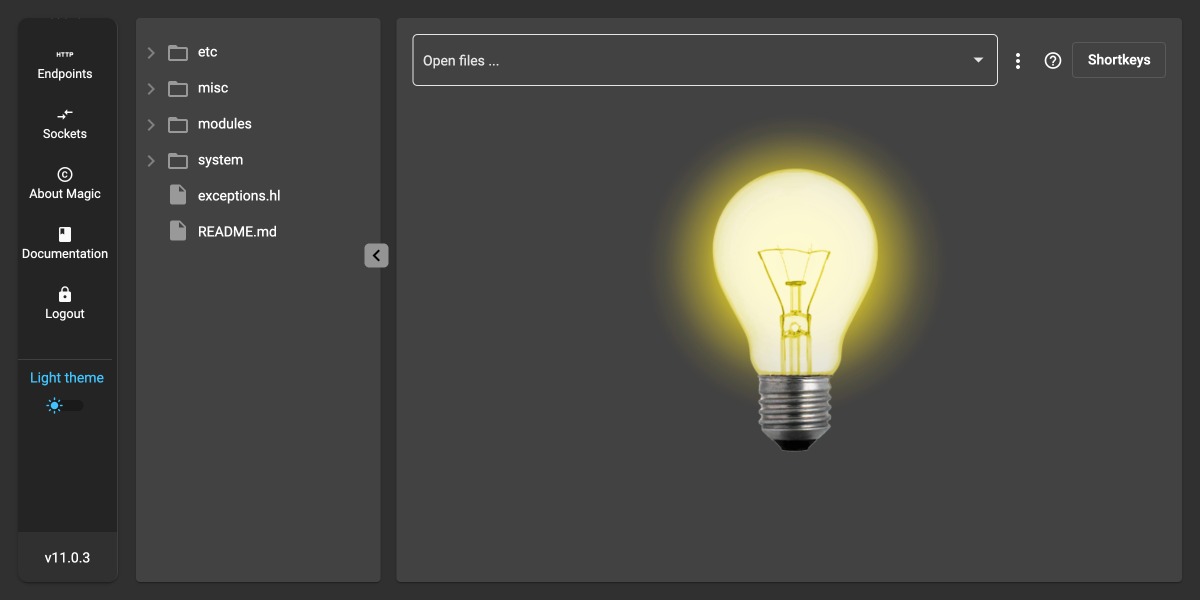 HTTP
Endpoints
Sockets
About Magic
Documentation
Logout
Light theme
v11.0.3
etc
misc
modules
system
exceptions.hl
README.md
Open files ...
Shortkeys